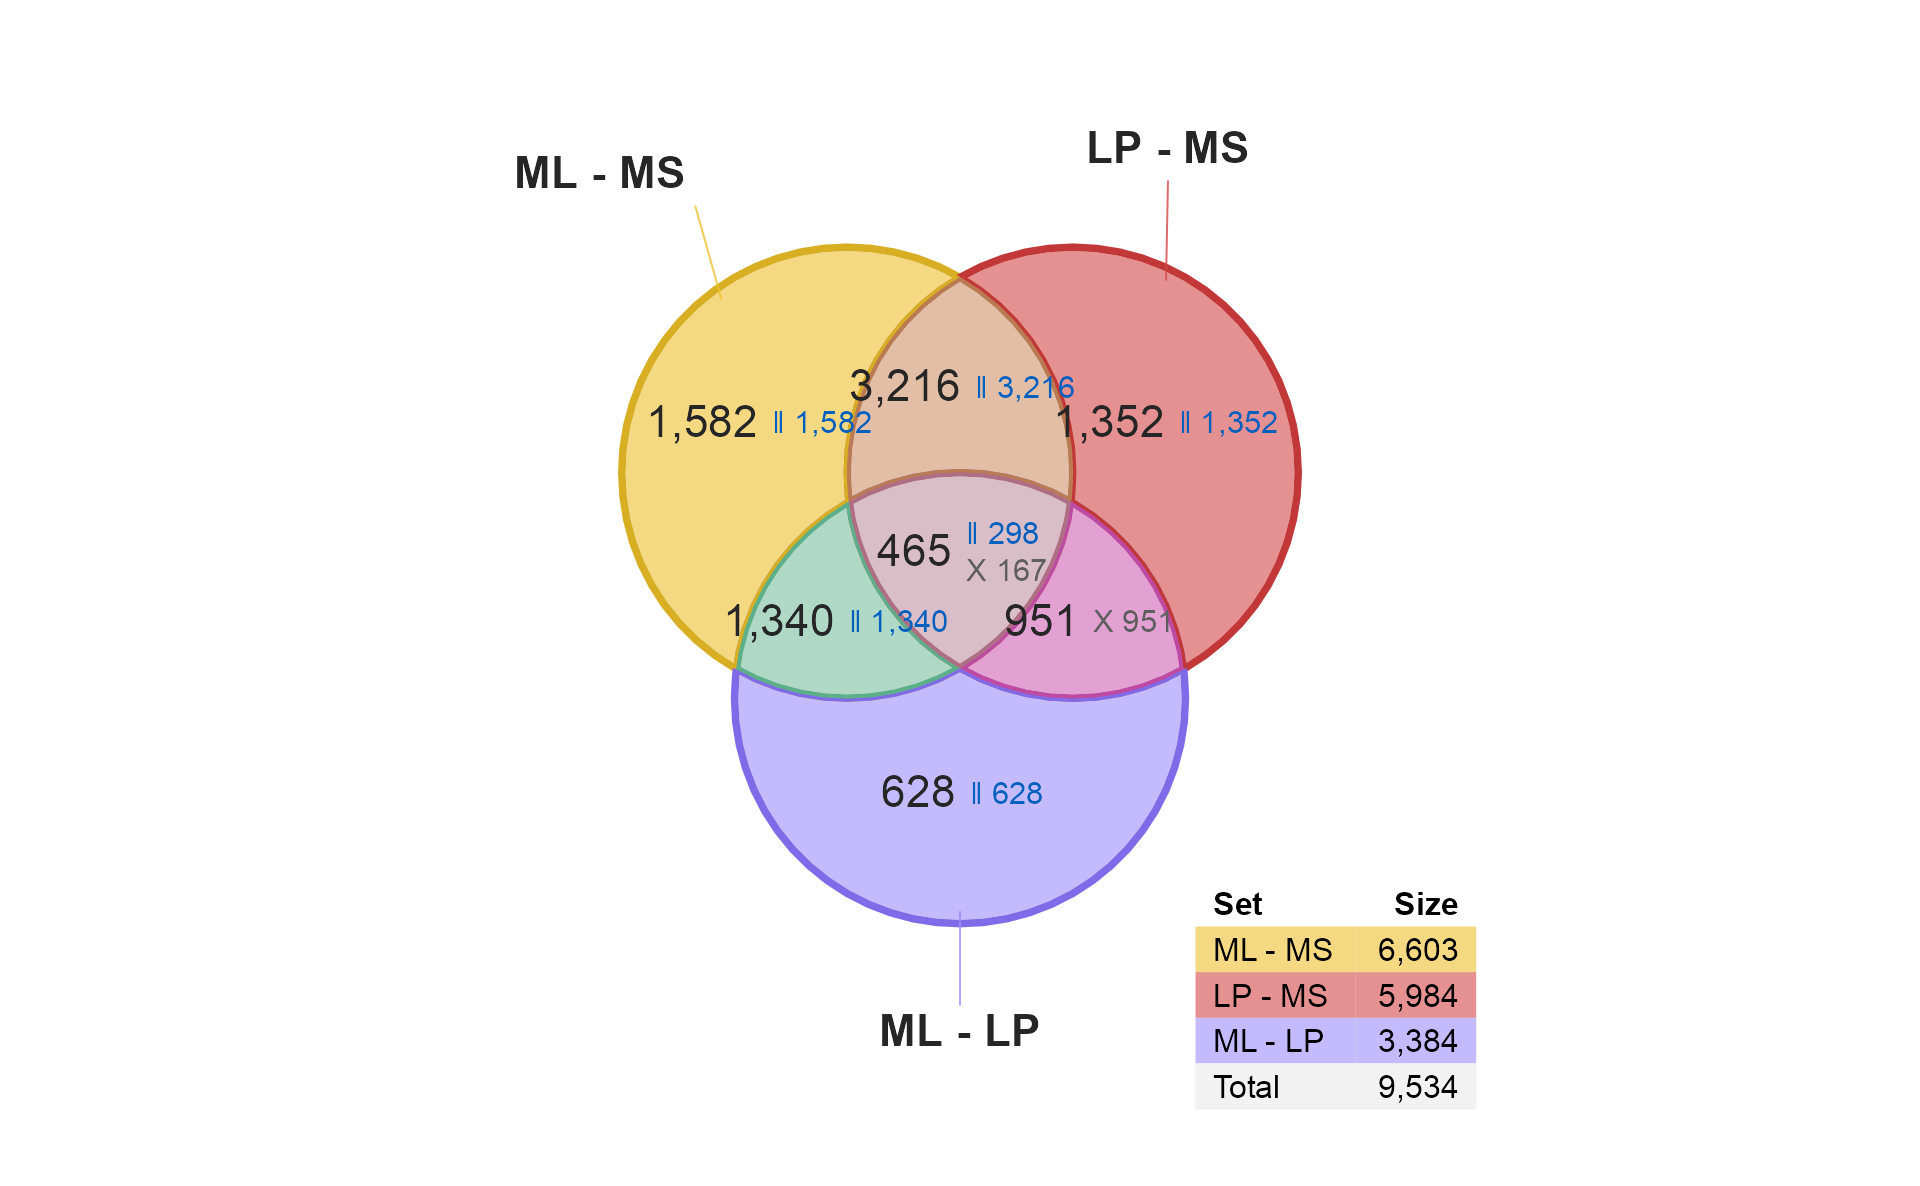 LP - MS
ML - MS
3,216 || 3,216
1,582 || 1,582
1,352 || 1,352
465 || 298
X 167
1,340 || 1,340
951 X 951
628 || 628
ML - LP
Set Size
ML - MS 6,603
LP - MS 5,984
ML - LP 3,384
Total 9,534